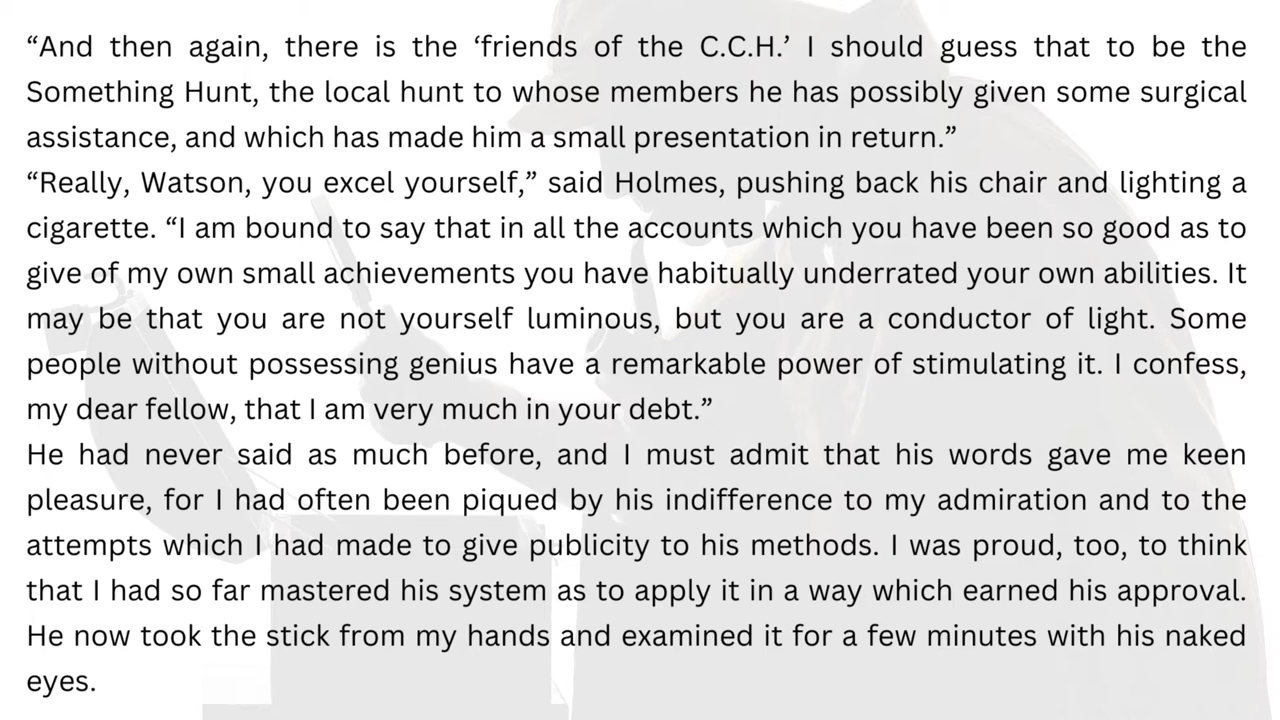 “And then again, there is the ‘friends of the C.C.H.’ I should guess that to be the
Something Hunt, the local hunt to whose members he has possibly given some surgical
assistance, and which has made him a small presentation in return.”
“Really, Watson, you excel yourself,” said Holmes, pushing back his chair and lighting a
cigarette. “I am bound to say that in all the accounts which you have been so good as to
give of my own small achievements you have habitually underrated your own abilities. It
may be that you are not yourself luminous, but you are a conductor of light. Some
people without possessing genius have a remarkable power of stimulating it. I confess,
my dear fellow, that I am very much in your debt.”
He had never said as much before, and I must admit that his words gave me keen
pleasure, for I had often been piqued by his indifference to my admiration and to the
attempts which I had made to give publicity to his methods. I was proud, too, to think
that I had so far mastered his system as to apply it in a way which earned his approval.
He now took the stick from my hands and examined it for a few minutes with his naked
eyes.